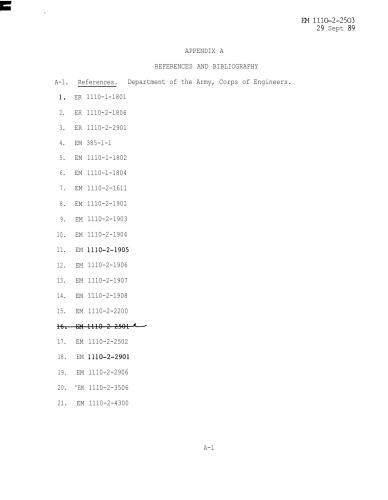 EM 1110-2-2503
29 Sept 89
APPENDIX A
REFERENCES AND BIBLIOGRAPHY
A-1. References. Department of the Army, Corps of Engineers.
1. ER 1110-1-1801
2. ER 1110-2-1806
3. ER 1110-2-2901
4. EM 385-1-1
5. EM 1110-1-1802
6. EM 1110-1-1804
7. EM 1110-2-1611
8. EM 1110-2-1901
9. EM 1110-2-1903
10. EM 1110-2-1904
11. EM 1110-2-1905
12. EM 1110-2-1906
13. EM 1110-2-1907
14. EM 1110-2-1908
15. EM 1110-2-2200
16. EM 1110-2-2501
17. EM 1110-2-2502
18. EM 1110-2-2901
19. EM 1110-2-2906
20. EM 1110-2-3506
21. EM 1110-2-4300
A-1